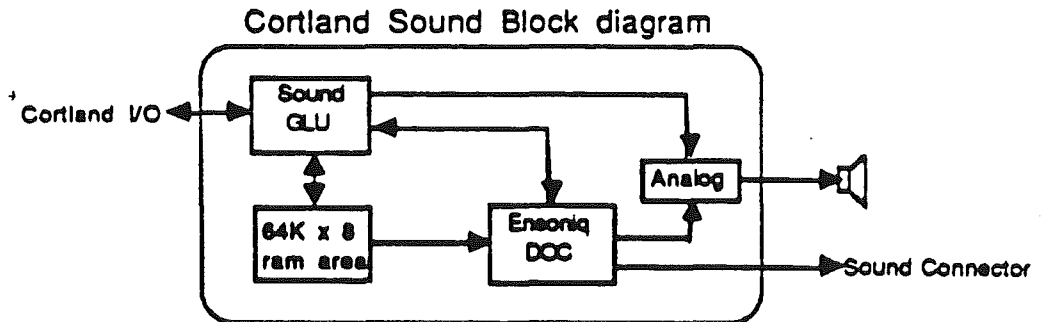 Cortland Sound Block diagram
Cortland I/O
Sound
GLU
Analog
64K x 8
ram area
Ensoniq
DOC
Sound Connector